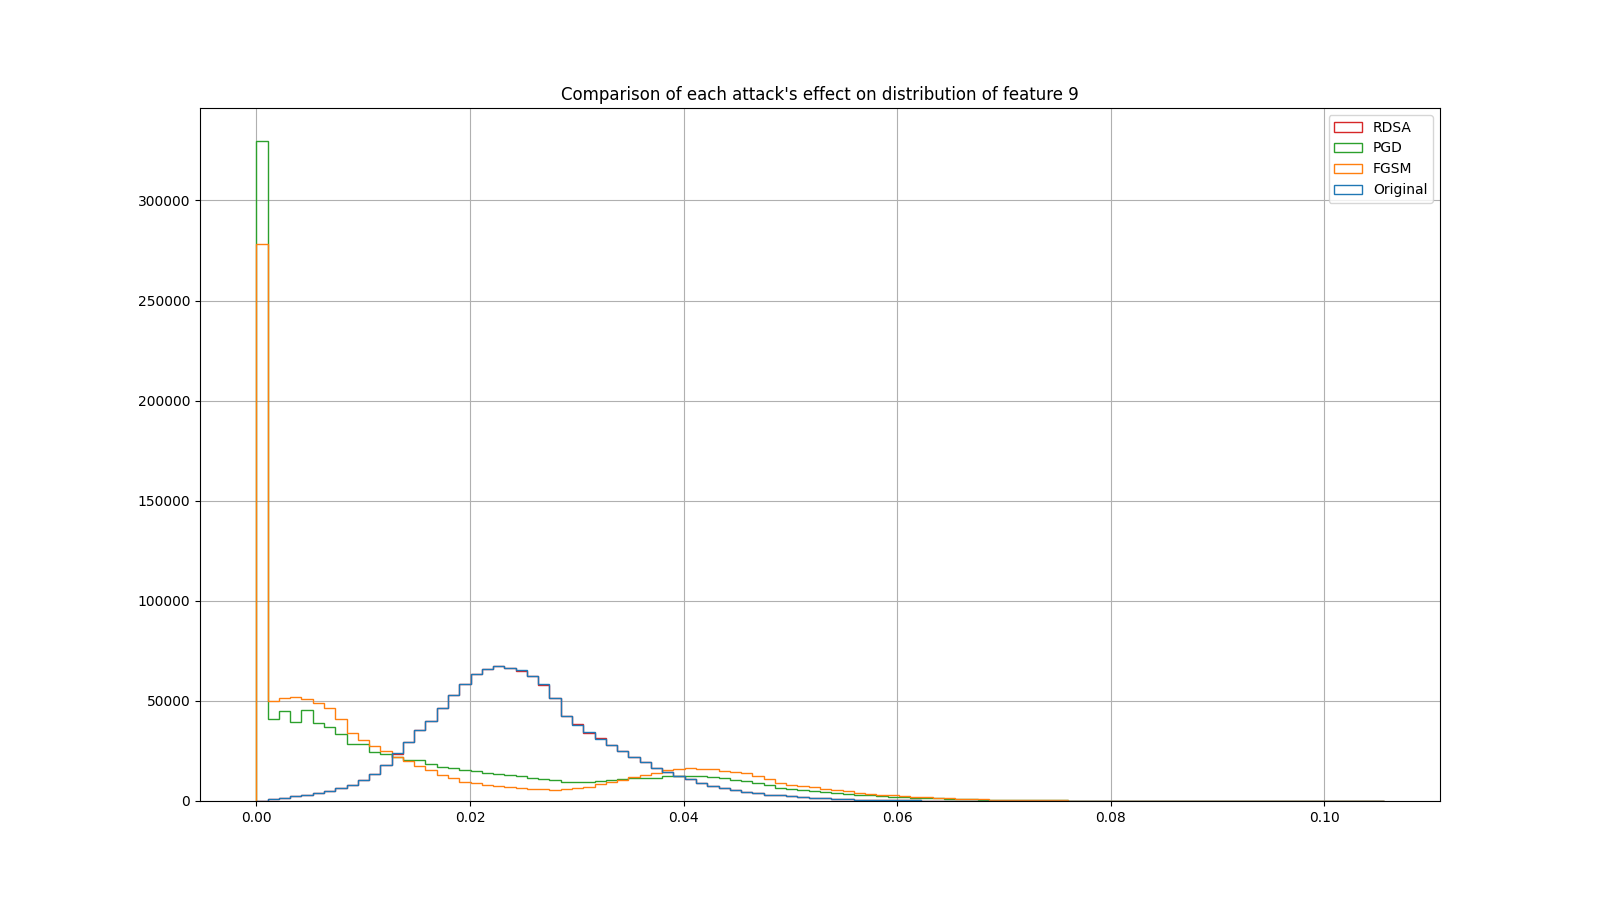 Comparison of each attack's effect on distribution of feature 9
RDSA
PGD
FGSM
Original
300000
250000
200000
150000
100000
50000
0
0.00 0.02 0.04 0.06 0.08 0.10